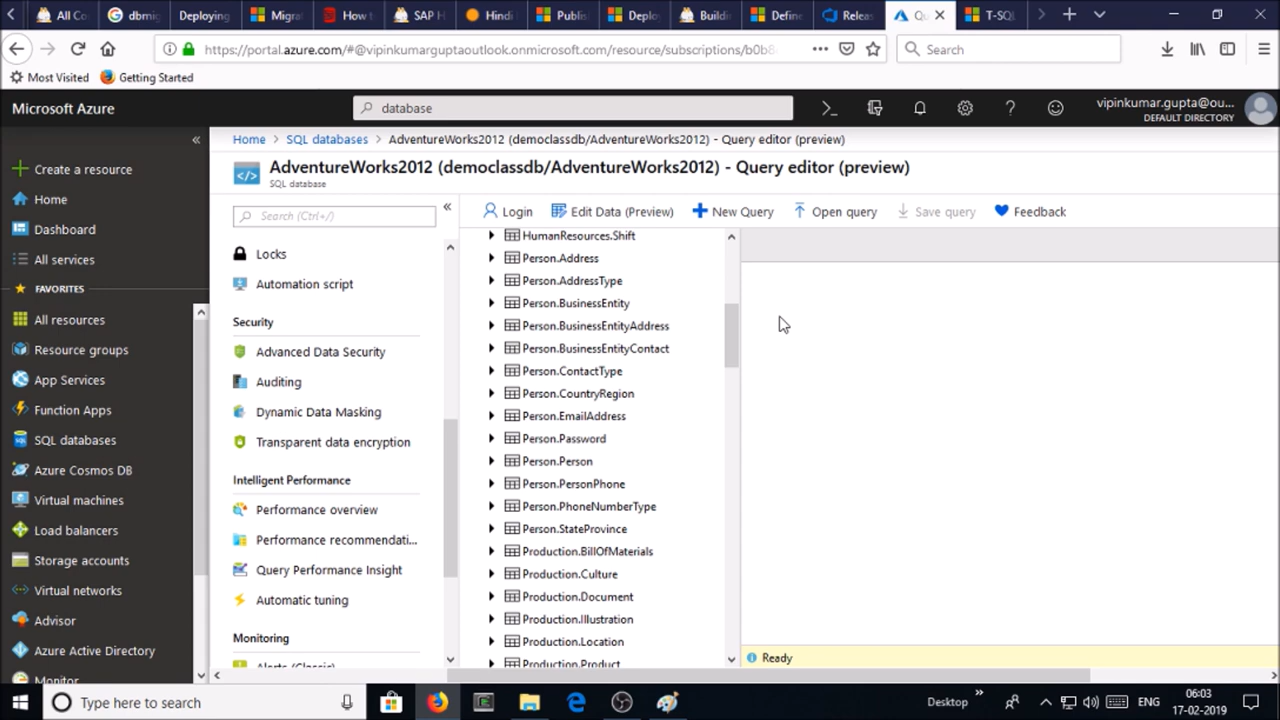 All Co
dbmig
Deploying
Migra
How to
SAP H
Hindi
Publis
Deplo
Buildin
Define
Releas
Qu
T-SQL
https://portal.azure.com/#@vipinkumarguptaoutlook.onmicrosoft.com/resource/subscriptions/b0b8
Search
Most Visited
Getting Started
Microsoft Azure
database
vipinkumar.gupta@ou...
DEFAULT DIRECTORY
Home > SQL databases > AdventureWorks2012 (democlassdb/AdventureWorks2012) - Query editor (preview)
AdventureWorks2012 (democlassdb/AdventureWorks2012) - Query editor (preview)
SQL database
Create a resource
Home
Dashboard
All services
FAVORITES
All resources
Resource groups
App Services
Function Apps
SQL databases
Azure Cosmos DB
Virtual machines
Load balancers
Storage accounts
Virtual networks
Advisor
Azure Active Directory
Monitor
Search (Ctrl+/)
Locks
Automation script
Security
Advanced Data Security
Auditing
Dynamic Data Masking
Transparent data encryption
Intelligent Performance
Performance overview
Performance recommendati...
Query Performance Insight
Automatic tuning
Monitoring
Alerts (Classic)
Login
Edit Data (Preview)
New Query
Open query
Save query
Feedback
HumanResources.Shift
Person.Address
Person.AddressType
Person.BusinessEntity
Person.BusinessEntityAddress
Person.BusinessEntityContact
Person.ContactType
Person.CountryRegion
Person.EmailAddress
Person.Password
Person.Person
Person.PersonPhone
Person.PhoneNumberType
Person.StateProvince
Production.BillOfMaterials
Production.Culture
Production.Document
Production.Illustration
Production.Location
Production.Product
Ready
Type here to search
Desktop
ENG
06:03
17-02-2019